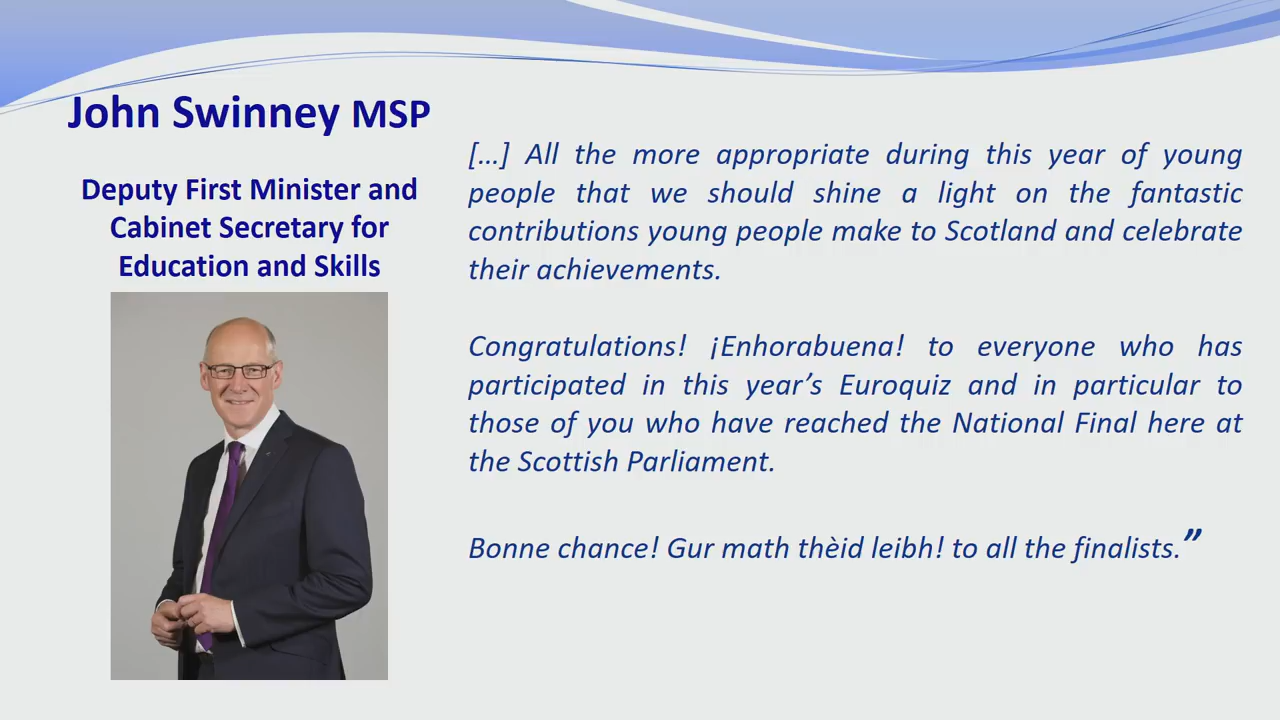 John Swinney MSP
Deputy First Minister and
Cabinet Secretary for
Education and Skills
[…] All the more appropriate during this year of young
people that we should shine a light on the fantastic
contributions young people make to Scotland and celebrate
their achievements.
Congratulations! ¡Enhorabuena! to everyone who has
participated in this year’s Euroquiz and in particular to
those of you who have reached the National Final here at
the Scottish Parliament.
Bonne chance! Gur math thèid leibh! to all the finalists.”